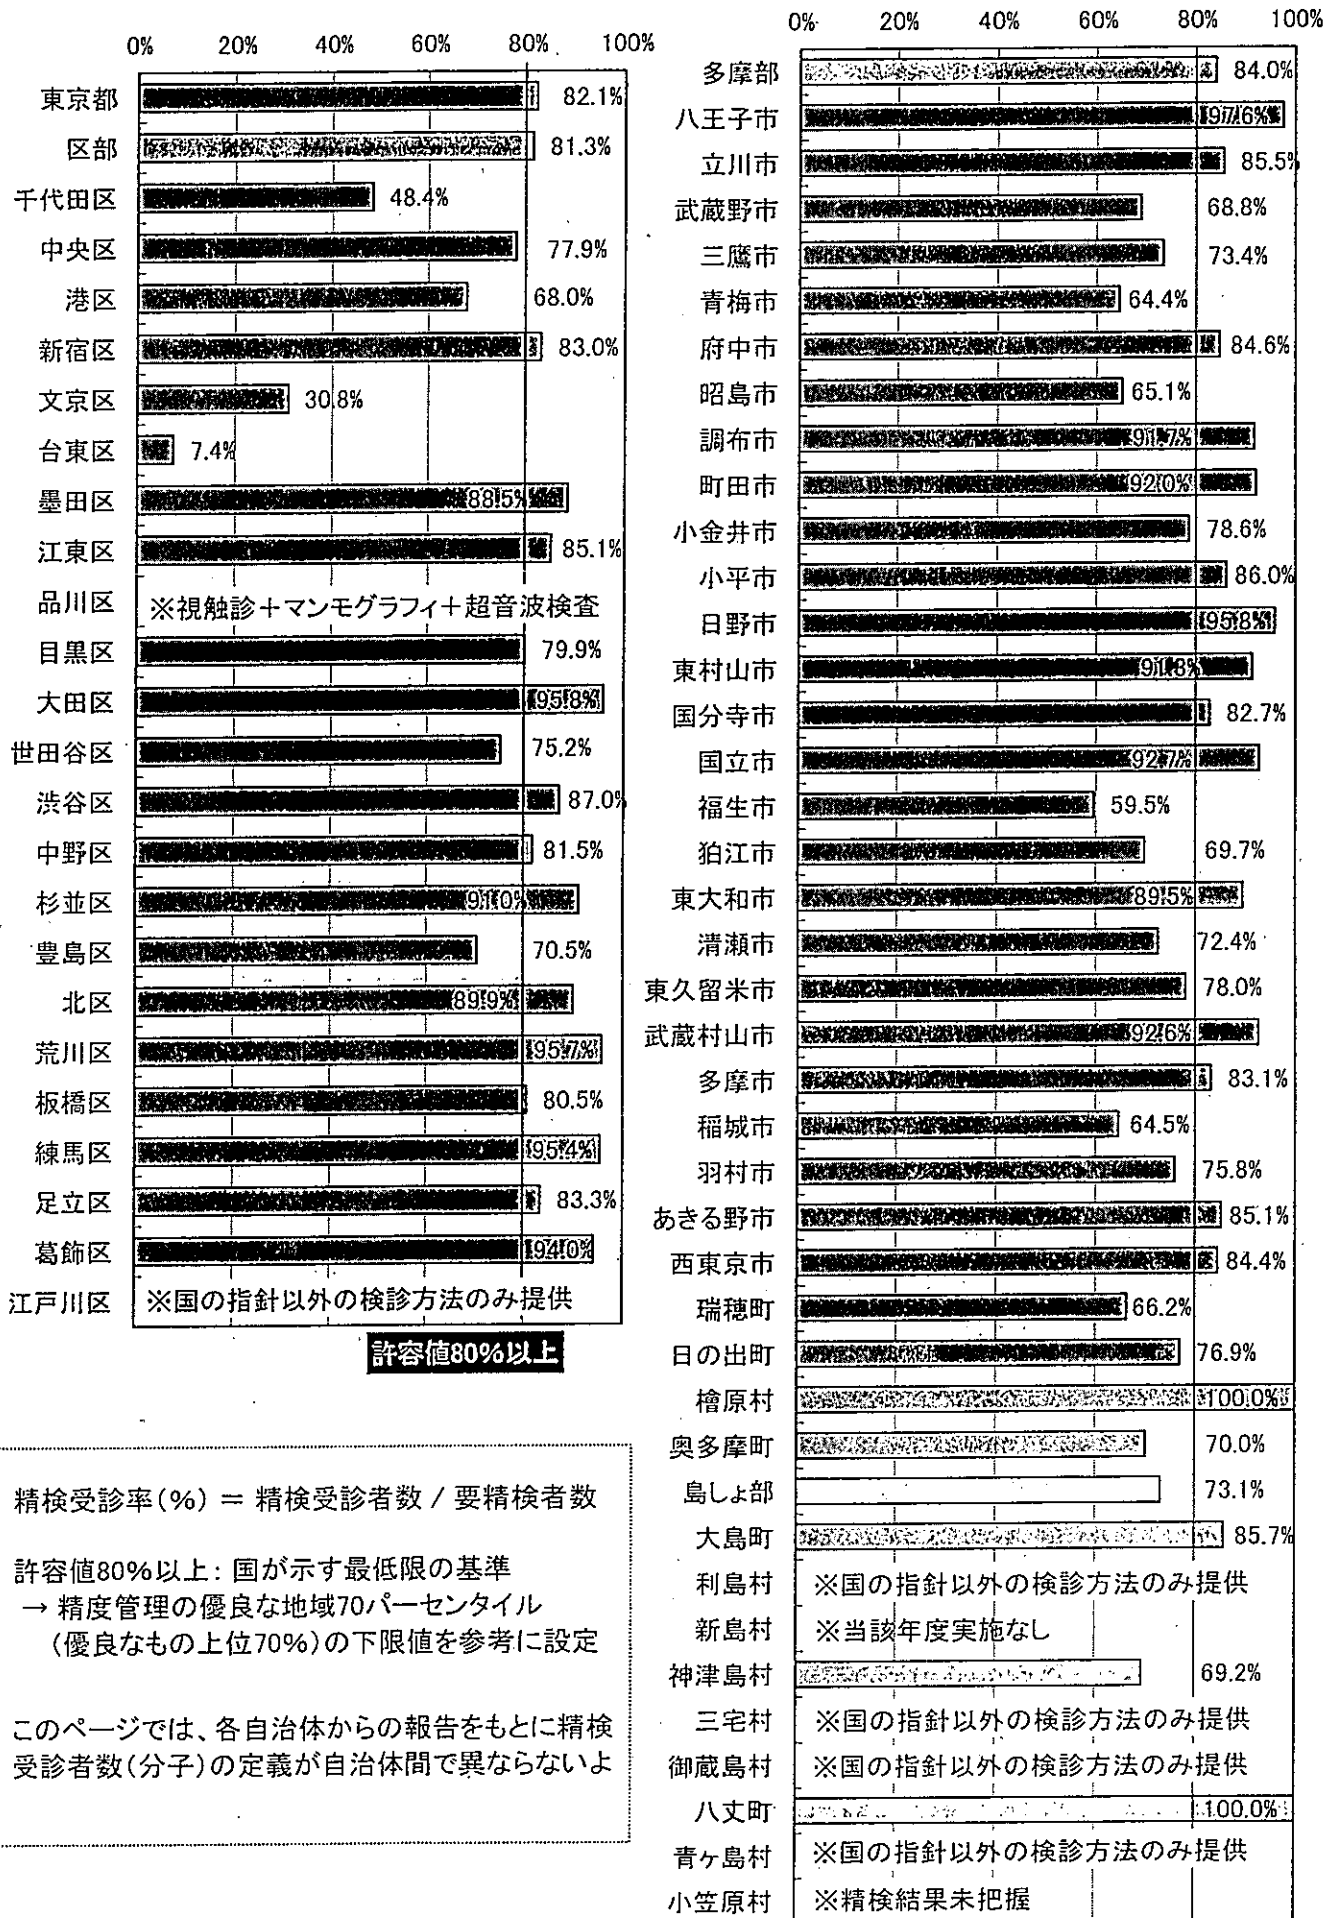 0% 20% 40% 60% 80% 100%
東京都 82.1%
区部 81.3%
千代田区 48.4%
中央区 77.9%
港区 68.0%
新宿区 83.0%
文京区 30.8%
台東区 7.4%
墨田区 88.5%
江東区 85.1%
品川区 ※視触診+マンモグラフィ+超音波検査
目黒区 79.9%
大田区 95.8%
世田谷区 75.2%
渋谷区 87.0%
中野区 81.5%
杉並区 91.0%
豊島区 70.5%
北区 89.9%
荒川区 95.7%
板橋区 80.5%
練馬区 95.4%
足立区 83.3%
葛飾区 94.0%
江戸川区 ※国の指針以外の検診方法のみ提供
許容値80%以上
精検受診率(%) = 精検受診者数 / 要精検者数
許容値80%以上: 国が示す最低限の基準
→ 精度管理の優良な地域70パーセンタイル
(優良なもの上位70%)の下限値を参考に設定
このページでは、各自治体からの報告をもとに精検
受診者数(分子)の定義が自治体間で異ならないよ
0% 20% 40% 60% 80% 100%
多摩部 84.0%
八王子市 97.6%
立川市 85.5%
武蔵野市 68.8%
三鷹市 73.4%
青梅市 64.4%
府中市 84.6%
昭島市 65.1%
調布市 91.7%
町田市 92.0%
小金井市 78.6%
小平市 86.0%
日野市 95.8%
東村山市 91.8%
国分寺市 82.7%
国立市 92.7%
福生市 59.5%
狛江市 69.7%
東大和市 89.5%
清瀬市 72.4%
東久留米市 78.0%
武蔵村山市 92.6%
多摩市 83.1%
稲城市 64.5%
羽村市 75.8%
あきる野市 85.1%
西東京市 84.4%
瑞穂町 66.2%
日の出町 76.9%
檜原村 100.0%
奥多摩町 70.0%
島しょ部 73.1%
大島町 85.7%
利島村 ※国の指針以外の検診方法のみ提供
新島村 ※当該年度実施なし
神津島村 69.2%
三宅村 ※国の指針以外の検診方法のみ提供
御蔵島村 ※国の指針以外の検診方法のみ提供
八丈町 100.0%
青ヶ島村 ※国の指針以外の検診方法のみ提供
小笠原村 ※精検結果未把握